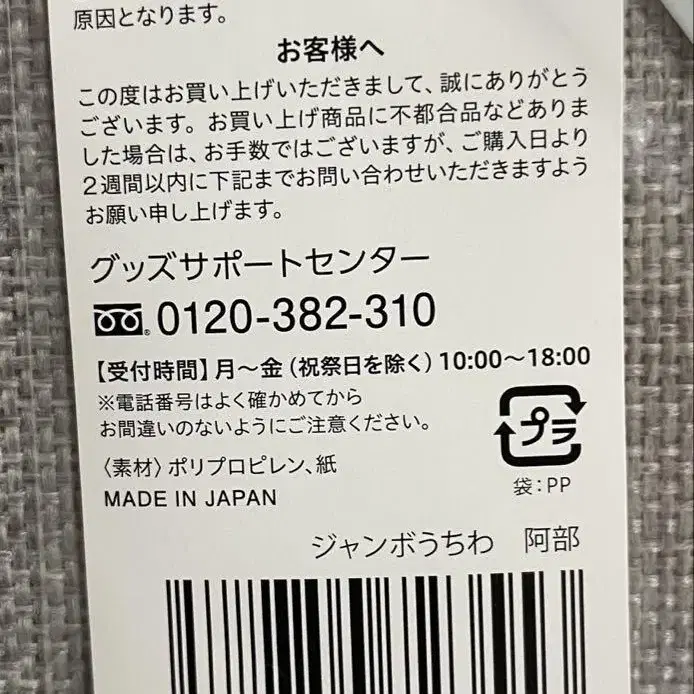 原因となります。
お客様へ
この度はお買い上げいただきまして、誠にありがとう
ございます。お買い上げ商品に不都合品などありま
した場合は、お手数ではございますが、ご購入日より
2週間以内に下記までお問い合わせいただきますよう
お願い申し上げます。
グッズサポートセンター
0120-382-310
【受付時間】月〜金（祝祭日を除く）10:00〜18:00
※電話番号はよく確かめてから
お間違いのないようにご注意ください。
プラ
〈素材〉ポリプロピレン、紙
袋：PP
MADE IN JAPAN
ジャンボうちわ 阿部